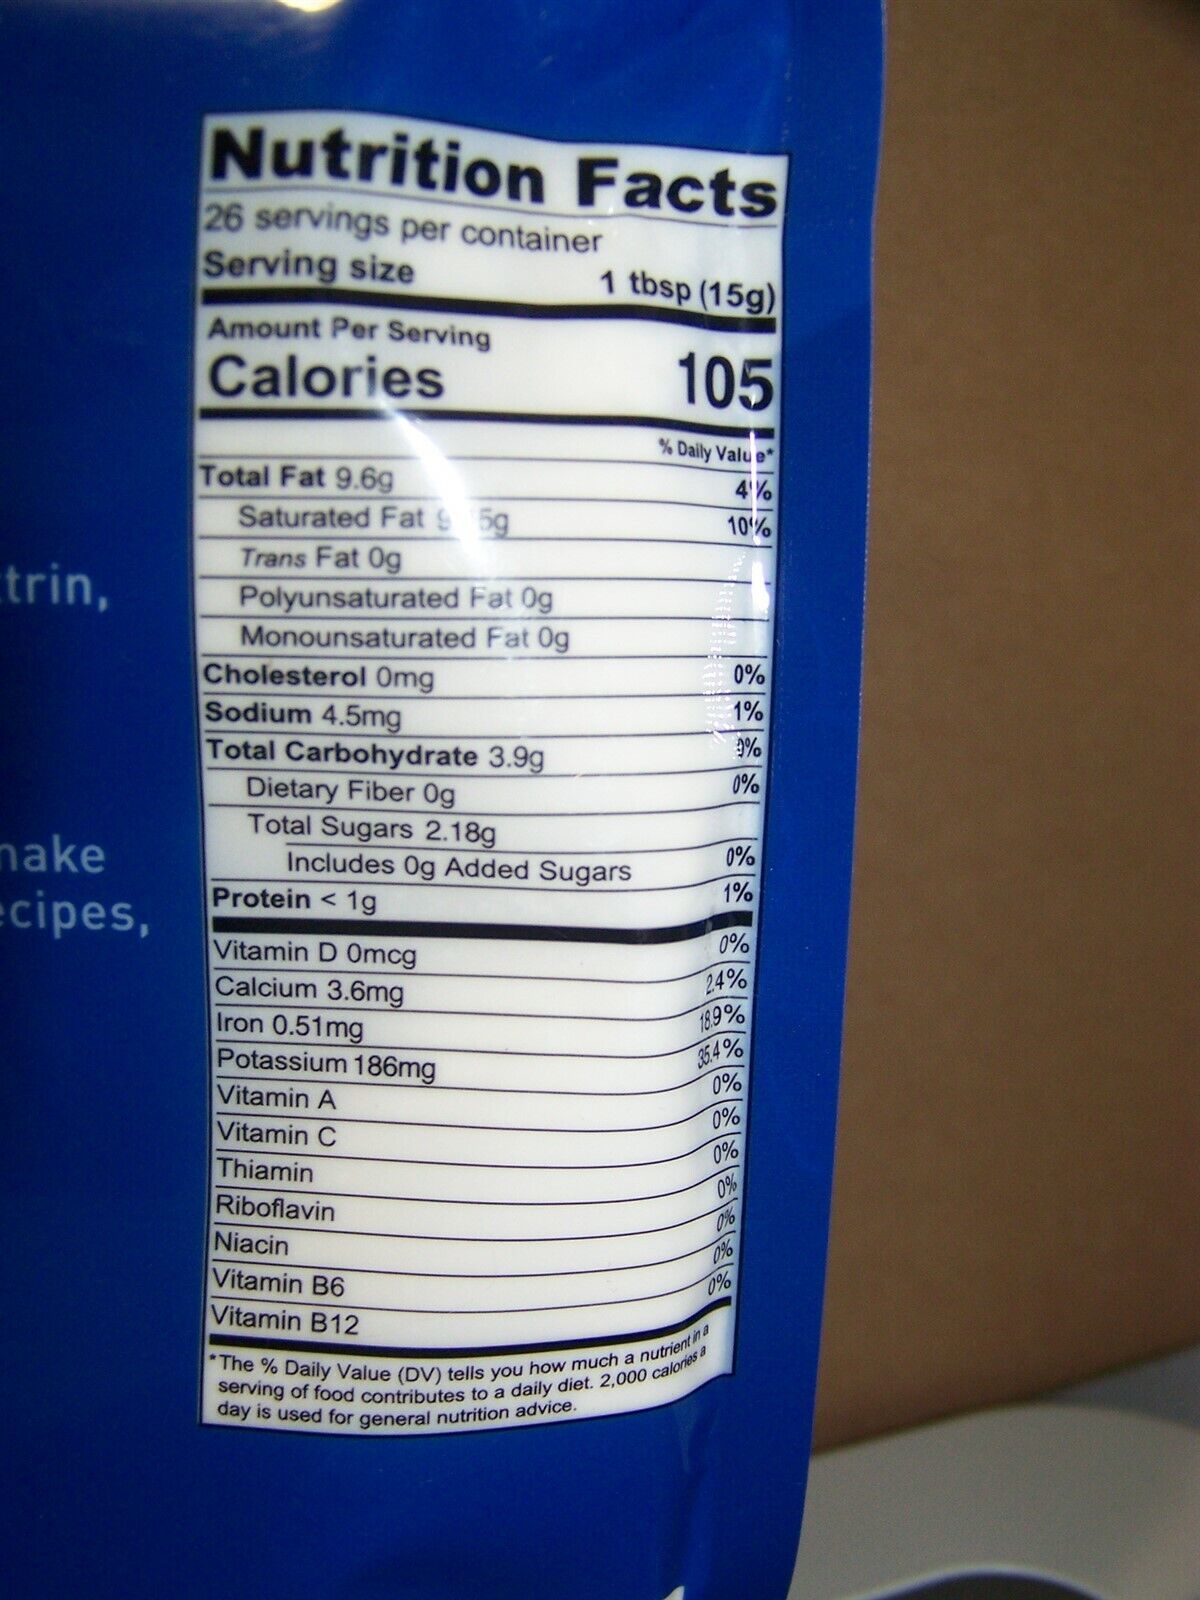 Nutrition Facts
26 servings per container
Serving size 1 tbsp (15g)
Amount Per Serving
Calories 105
% Daily Value*
Total Fat 9.6g 4%
Saturated Fat 10%
Trans Fat 0g
Polyunsaturated Fat 0g
Monounsaturated Fat 0g
Cholesterol 0mg 0%
Sodium 4.5mg 1%
Total Carbohydrate 3.9g 0%
Dietary Fiber 0g 0%
Total Sugars 2.18g
Includes 0g Added Sugars 0%
Protein < 1g 1%
Vitamin D 0mcg 0%
Calcium 3.6mg 2.4%
Iron 0.51mg 18.9%
Potassium 186mg 35.4%
Vitamin A 0%
Vitamin C 0%
Thiamin 0%
Riboflavin 0%
Niacin 0%
Vitamin B6 0%
Vitamin B12 0%
*The % Daily Value (DV) tells you how much a nutrient in a
serving of food contributes to a daily diet. 2,000 calories a
day is used for general nutrition advice.
trin,
make
ecipes,